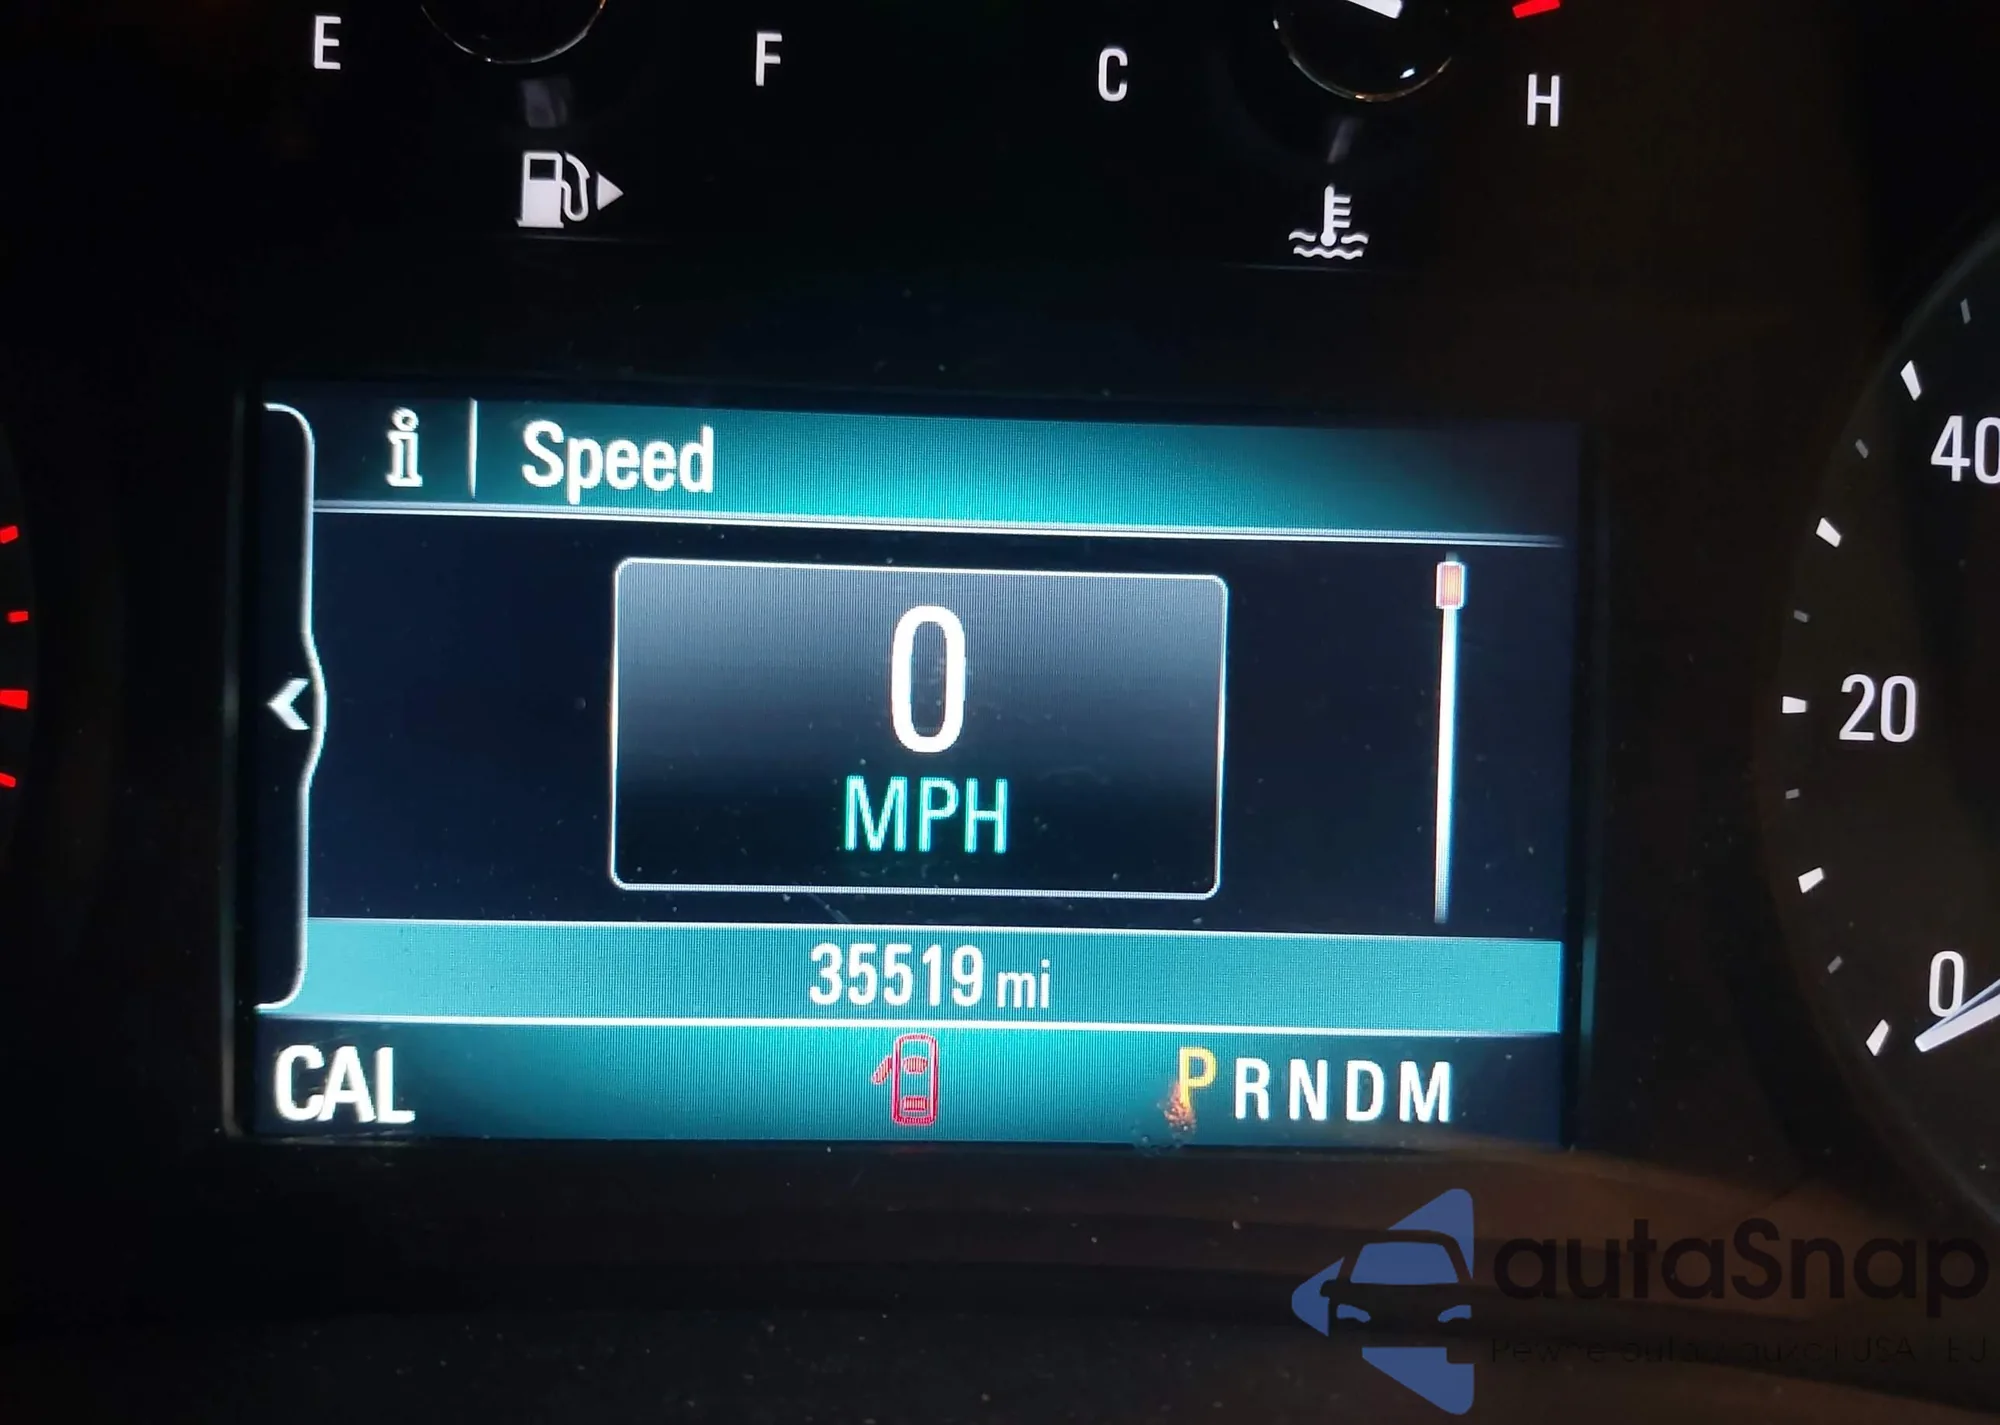 E F C H
i Speed
40
0
MPH
20
35519 mi
0
CAL P R N D M
autaSnap